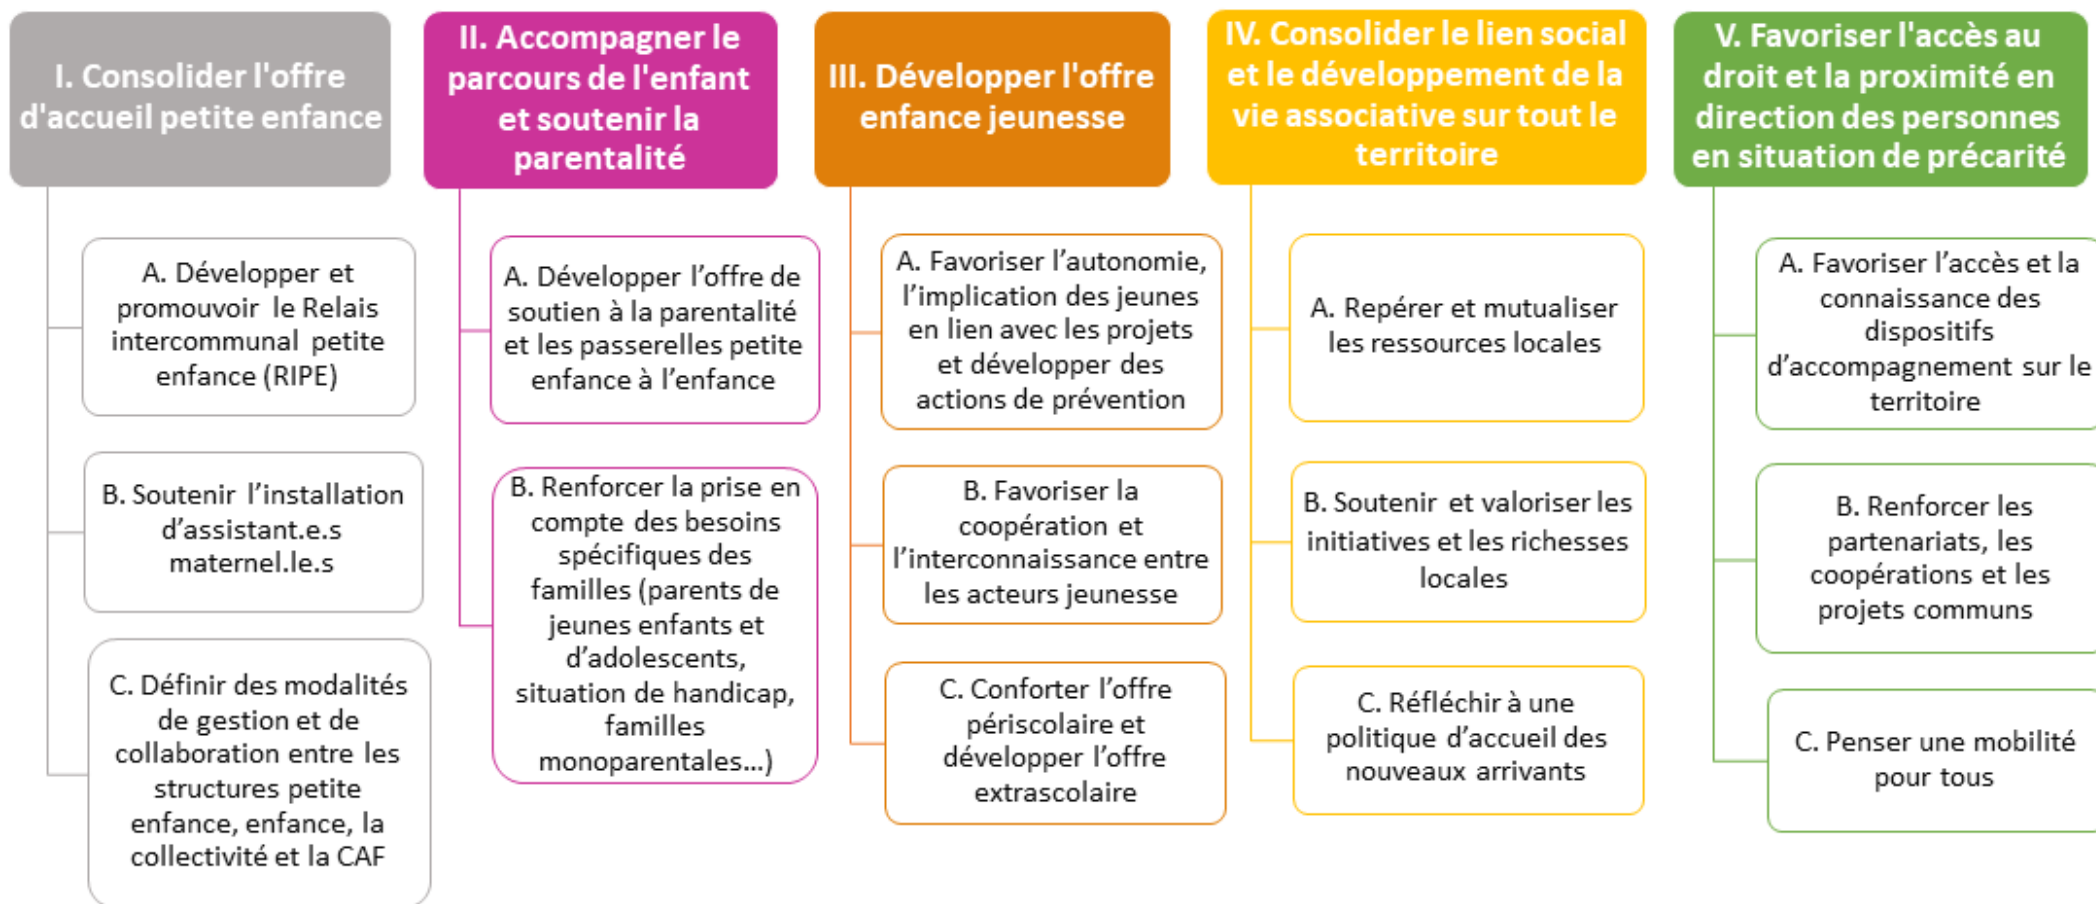 I. Consolider l'offre
d'accueil petite enfance
A. Développer et
promouvoir le Relais
intercommunal petite
enfance (RIPE)
B. Soutenir l’installation
d’assistant.e.s
maternel.le.s
C. Définir des modalités
de gestion et de
collaboration entre les
structures petite
enfance, enfance, la
collectivité et la CAF
II. Accompagner le
parcours de l'enfant
et soutenir la
parentalité
A. Développer l’offre de
soutien à la parentalité
et les passerelles petite
enfance à l’enfance
B. Renforcer la prise en
compte des besoins
spécifiques des
familles (parents de
jeunes enfants et
d’adolescents,
situation de handicap,
familles
monoparentales…)
III. Développer l'offre
enfance jeunesse
A. Favoriser l’autonomie,
l’implication des jeunes
en lien avec les projets
et développer des
actions de prévention
B. Favoriser la
coopération et
l’interconnaissance entre
les acteurs jeunesse
C. Conforter l’offre
périscolaire et
développer l’offre
extrascolaire
IV. Consolider le lien social
et le développement de la
vie associative sur tout le
territoire
A. Repérer et mutualiser
les ressources locales
B. Soutenir et valoriser les
initiatives et les richesses
locales
C. Réfléchir à une
politique d’accueil des
nouveaux arrivants
V. Favoriser l'accès au
droit et la proximité en
direction des personnes
en situation de précarité
A. Favoriser l’accès et la
connaissance des
dispositifs
d’accompagnement sur le
territoire
B. Renforcer les
partenariats, les
coopérations et les
projets communs
C. Penser une mobilité
pour tous